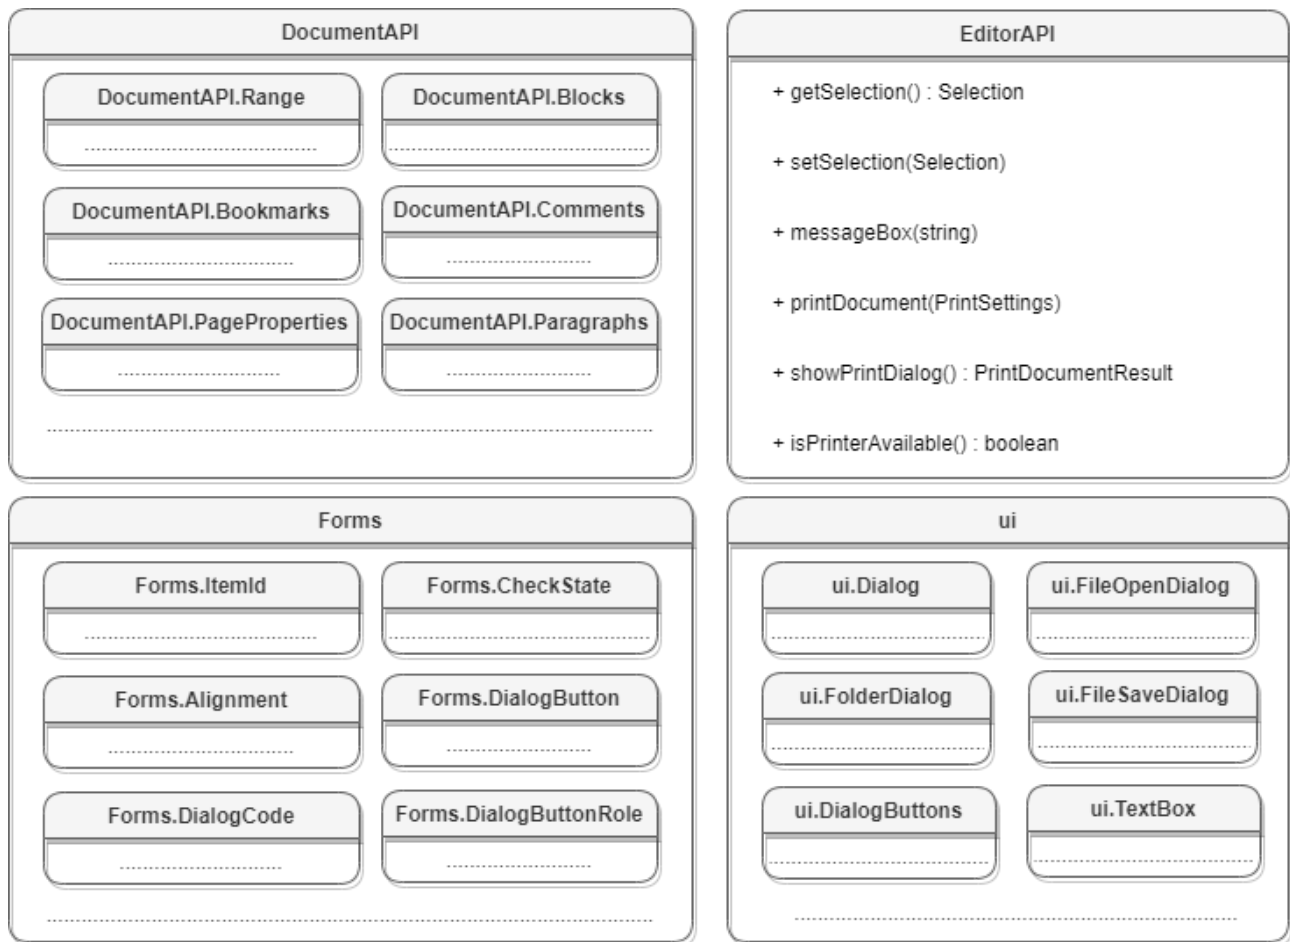 DocumentAPI
DocumentAPI.Range
DocumentAPI.Blocks
DocumentAPI.Bookmarks
DocumentAPI.Comments
DocumentAPI.PageProperties
DocumentAPI.Paragraphs
EditorAPI
+ getSelection() : Selection
+ setSelection(Selection)
+ messageBox(string)
+ printDocument(PrintSettings)
+ showPrintDialog() : PrintDocumentResult
+ isPrinterAvailable() : boolean
Forms
Forms.ItemId
Forms.CheckState
Forms.Alignment
Forms.DialogButton
Forms.DialogCode
Forms.DialogButtonRole
ui
ui.Dialog
ui.FileOpenDialog
ui.FolderDialog
ui.FileSaveDialog
ui.DialogButtons
ui.TextBox